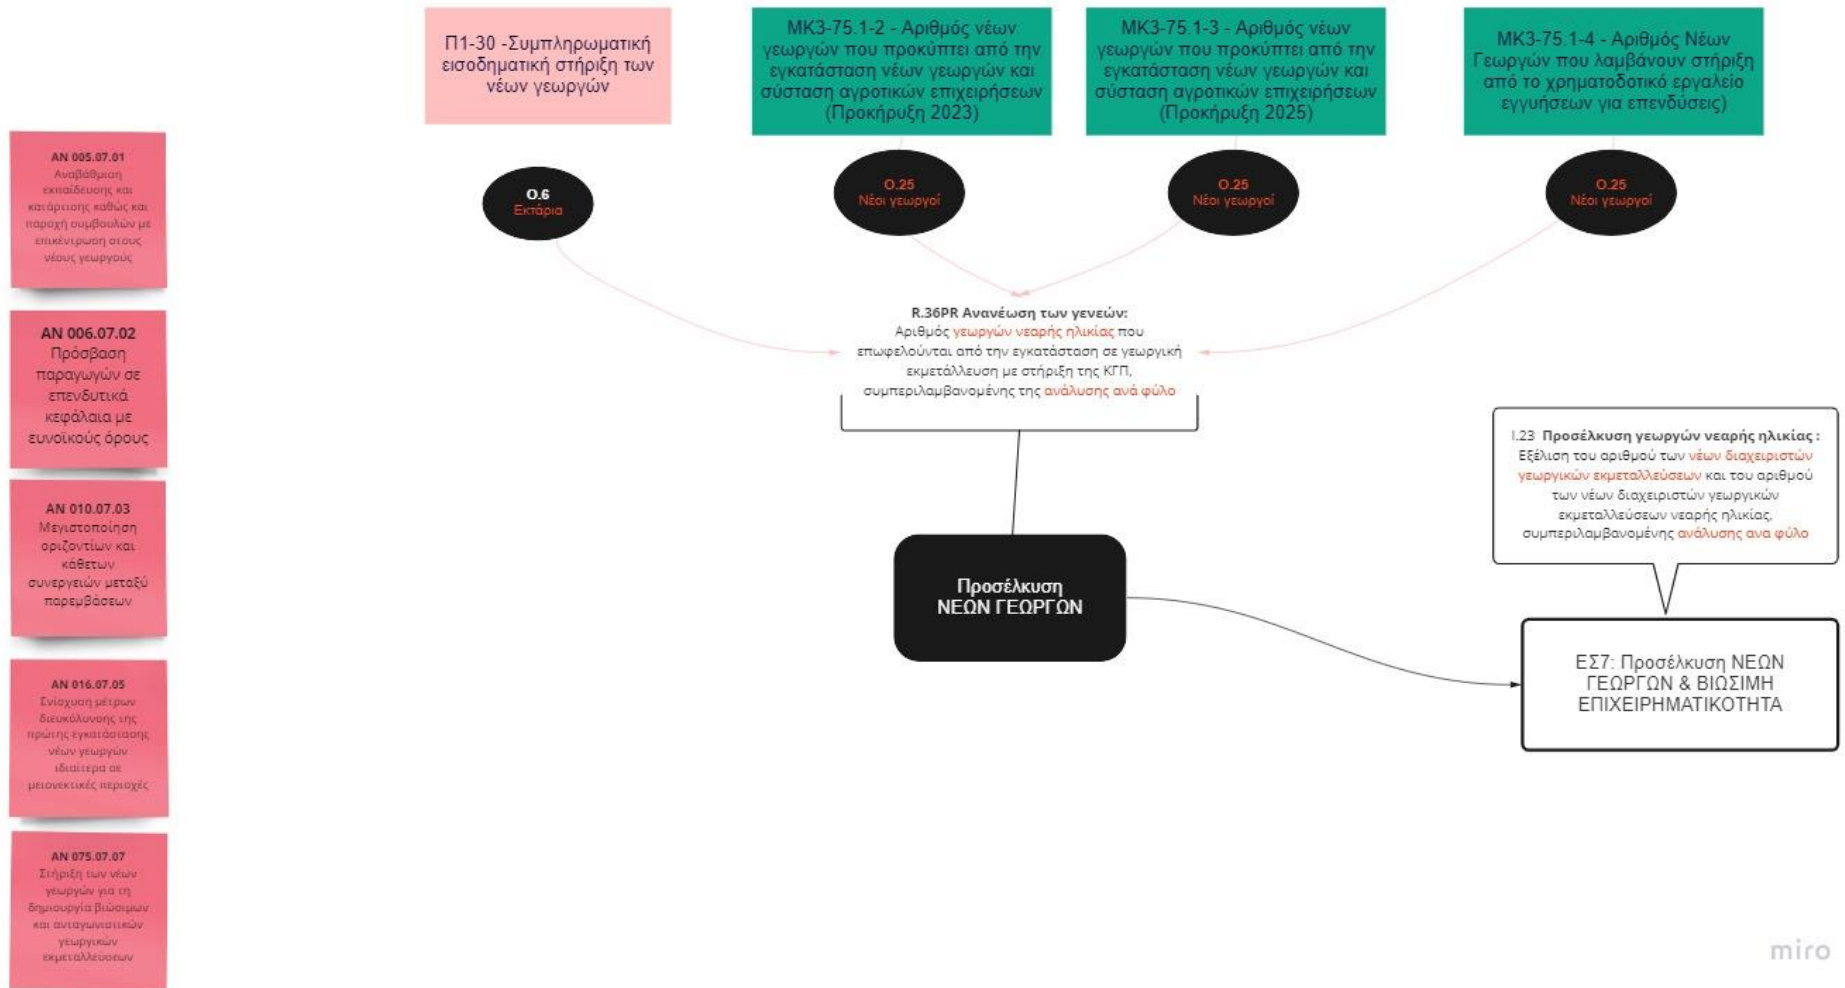 Π1-30 -Συμπληρωματική
εισοδηματική στήριξη των
νέων γεωργών
ΜΚ3-75.1-2 - Αριθμός νέων
γεωργών που προκύπτει από την
εγκατάσταση νέων γεωργών και
σύσταση αγροτικών επιχειρήσεων
(Προκήρυξη 2023)
ΜΚ3-75.1-3 - Αριθμός νέων
γεωργών που προκύπτει από την
εγκατάσταση νέων γεωργών και
σύσταση αγροτικών επιχειρήσεων
(Προκήρυξη 2025)
ΜΚ3-75.1-4 - Αριθμός Νέων
Γεωργών που λαμβάνουν στήριξη
από το χρηματοδοτικό εργαλείο
εγγυήσεων για επενδύσεις)
O.6
Εκτάρια
O.25
Νέοι γεωργοί
O.25
Νέοι γεωργοί
O.25
Νέοι γεωργοί
AN 005.07.01
Αναβάθμιση
εκπαίδευσης και
κατάρτισης καθώς και
παροχή συμβουλών με
επικέντρωση στους
νέους γεωργούς
AN 006.07.02
Πρόσβαση
παραγωγών σε
επενδυτικά
κεφάλαια με
ευνοϊκούς όρους
AN 010.07.03
Μεγιστοποίηση
οριζοντίων και
κάθετων
συνεργειών μεταξύ
παρεμβάσεων
AN 016.07.05
Ενίσχυση μέτρων
διευκόλυνσης της
πρώτης εγκατάστασης
νέων γεωργών
ιδιαίτερα σε
μειονεκτικές περιοχές
AN 075.07.07
Στήριξη των νέων
γεωργών για τη
δημιουργία βιώσιμων
και ανταγωνιστικών
γεωργικών
εκμεταλλεύσεων
R.36PR Ανανέωση των γενεών:
Αριθμός γεωργών νεαρής ηλικίας που
επωφελούνται από την εγκατάσταση σε γεωργική
εκμετάλλευση με στήριξη της ΚΓΠ,
συμπεριλαμβανομένης της ανάλυσης ανά φύλο
Προσέλκυση
ΝΕΩΝ ΓΕΩΡΓΩΝ
I.23 Προσέλκυση γεωργών νεαρής ηλικίας :
Εξέλιση του αριθμού των νέων διαχειριστών
γεωργικών εκμεταλλεύσεων και του αριθμού
των νέων διαχειριστών γεωργικών
εκμεταλλεύσεων νεαρής ηλικίας,
συμπεριλαμβανομένης ανάλυσης ανα φύλο
ΕΣ7: Προσέλκυση ΝΕΩΝ
ΓΕΩΡΓΩΝ & ΒΙΩΣΙΜΗ
ΕΠΙΧΕΙΡΗΜΑΤΙΚΟΤΗΤΑ
miro